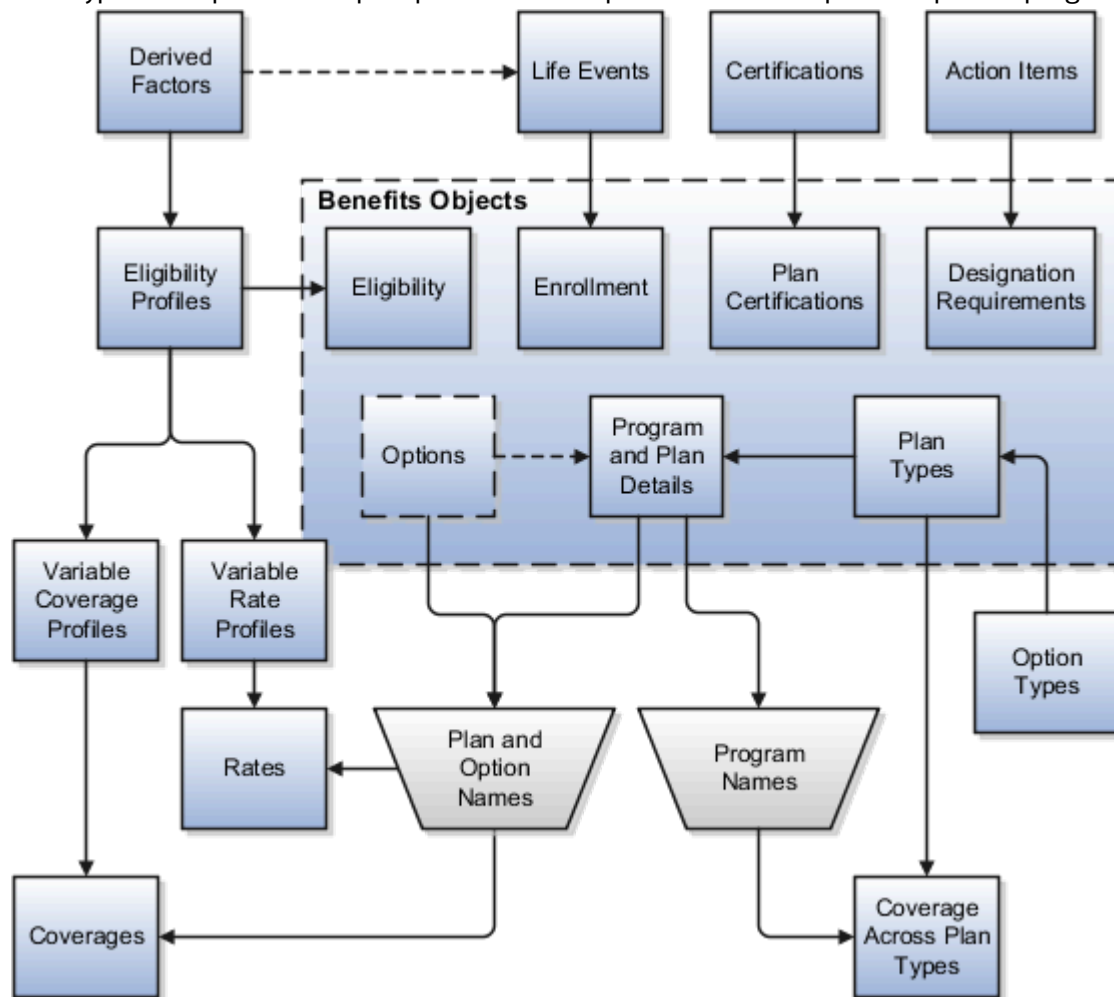 Derived
Factors
Life Events
Certifications
Action Items
Benefits Objects
Eligibility
Profiles
Eligibility
Enrollment
Plan
Certifications
Designation
Requirements
Options
Program
and Plan
Details
Plan
Types
Variable
Coverage
Profiles
Variable
Rate
Profiles
Option
Types
Rates
Plan and
Option
Names
Program
Names
Coverages
Coverage
Across Plan
Types